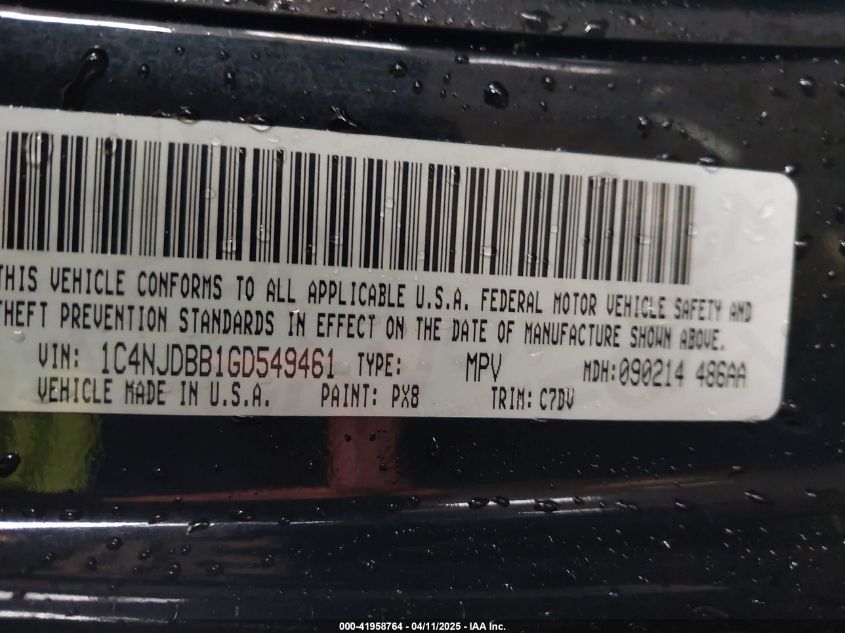 THIS VEHICLE CONFORMS TO ALL APPLICABLE U.S.A. FEDERAL MOTOR VEHICLE SAFETY AND
THEFT PREVENTION STANDARDS IN EFFECT ON THE DATE OF MANUFACTURE SHOWN ABOVE.
VIN: 1C4NJDBB1GD549461 TYPE: MPV MDH:090214 486AA
VEHICLE MADE IN U.S.A. PAINT: PX8 TRIM: C7DV
000-41958764 - 04/11/2025 - IAA Inc.